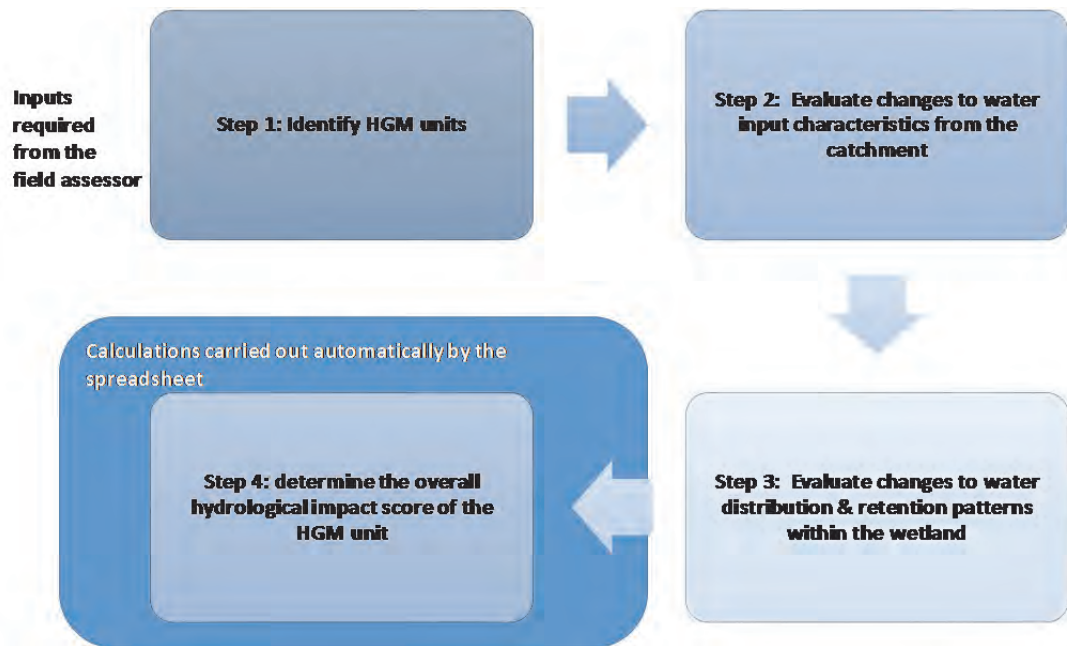 Inputs
required
from the
field assessor
Step 1: Identify HGM units
Step 2: Evaluate changes to water
input characteristics from the
catchment
Step 3: Evaluate changes to water
distribution & retention patterns
within the wetland
Calculations carried out automatically by the
spreadsheet
Step 4: determine the overall
hydrological impact score of the
HGM unit